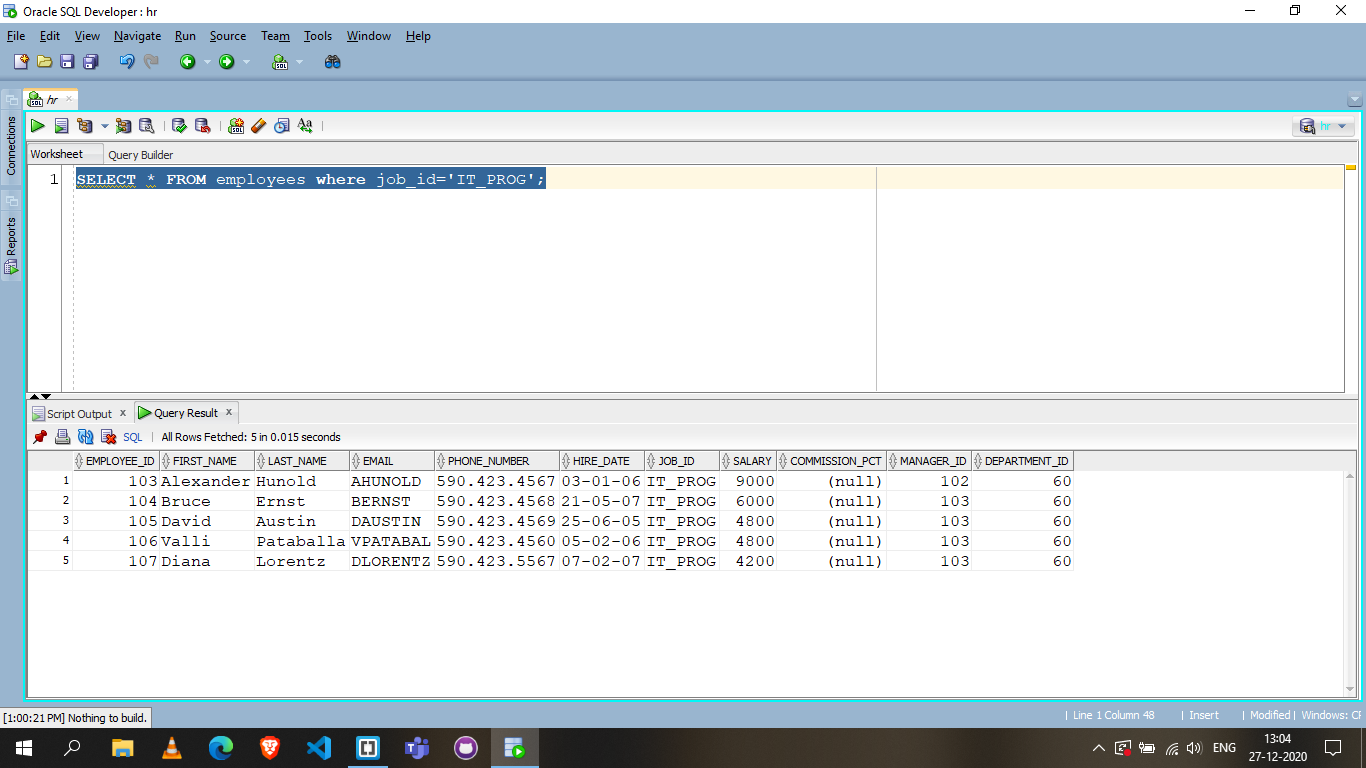 Oracle SQL Developer : hr
File Edit View Navigate Run Source Team Tools Window Help
hr
Connections
Reports
hr
Worksheet Query Builder
1 SELECT * FROM employees where job_id='IT_PROG';
Script Output x Query Result x
SQL | All Rows Fetched: 5 in 0.015 seconds
EMPLOYEE_ID FIRST_NAME LAST_NAME EMAIL PHONE_NUMBER HIRE_DATE JOB_ID SALARY COMMISSION_PCT MANAGER_ID DEPARTMENT_ID
1 103 Alexander Hunold AHUNOLD 590.423.4567 03-01-06 IT_PROG 9000 (null) 102 60
2 104 Bruce Ernst BERNST 590.423.4568 21-05-07 IT_PROG 6000 (null) 103 60
3 105 David Austin DAUSTIN 590.423.4569 25-06-05 IT_PROG 4800 (null) 103 60
4 106 Valli Pataballa VPATABAL 590.423.4560 05-02-06 IT_PROG 4800 (null) 103 60
5 107 Diana Lorentz DLORENTZ 590.423.5567 07-02-07 IT_PROG 4200 (null) 103 60
[1:00:21 PM] Nothing to build.
| Line 1 Column 48 | Insert | Modified | Windows: CF
ENG
13:04
27-12-2020